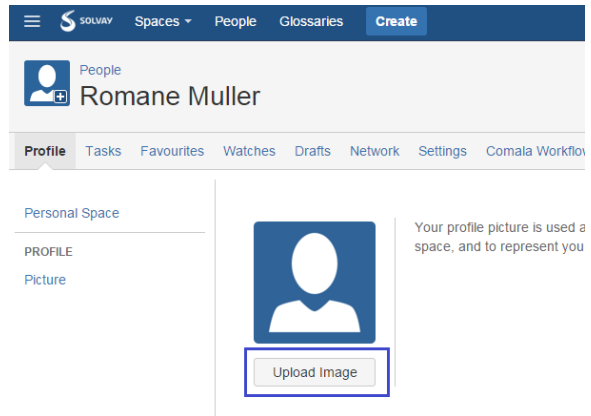 SOLVAY Spaces People Glossaries Create
People
Romane Muller
Profile Tasks Favourites Watches Drafts Network Settings Comala Workflow
Personal Space
PROFILE
Picture
Your profile picture is used a
space, and to represent you
Upload Image